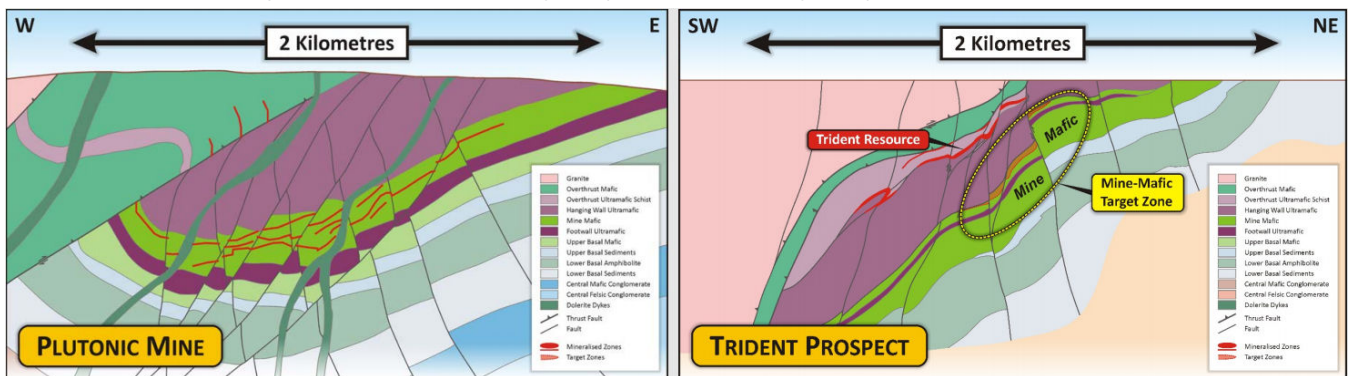 W
E
2 Kilometres
Granite
Overthrust Mafic
Overthrust Ultramafic Schist
Hanging Wall Ultramafic
Mine Mafic
Footwall Ultramafic
Upper Basal Mafic
Upper Basal Sediments
Lower Basal Amphibolite
Lower Basal Sediments
Central Mafic Conglomerate
Central Felsic Conglomerate
Dolerite Dykes
Thrust Fault
Fault
Mineralised Zones
Target Zones
PLUTONIC MINE
SW
NE
2 Kilometres
Trident Resource
Mafic
Mine
Mine-Mafic
Target Zone
Granite
Overthrust Mafic
Overthrust Ultramafic Schist
Hanging Wall Ultramafic
Mine Mafic
Footwall Ultramafic
Upper Basal Mafic
Upper Basal Sediments
Lower Basal Amphibolite
Lower Basal Sediments
Central Mafic Conglomerate
Central Felsic Conglomerate
Dolerite Dykes
Thrust Fault
Fault
Mineralised Zones
Target Zones
TRIDENT PROSPECT